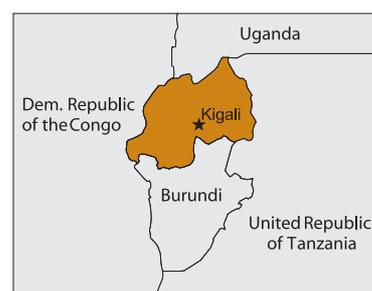 Uganda
Dem. Republic
of the Congo
Kigali
Burundi
United Republic
of Tanzania